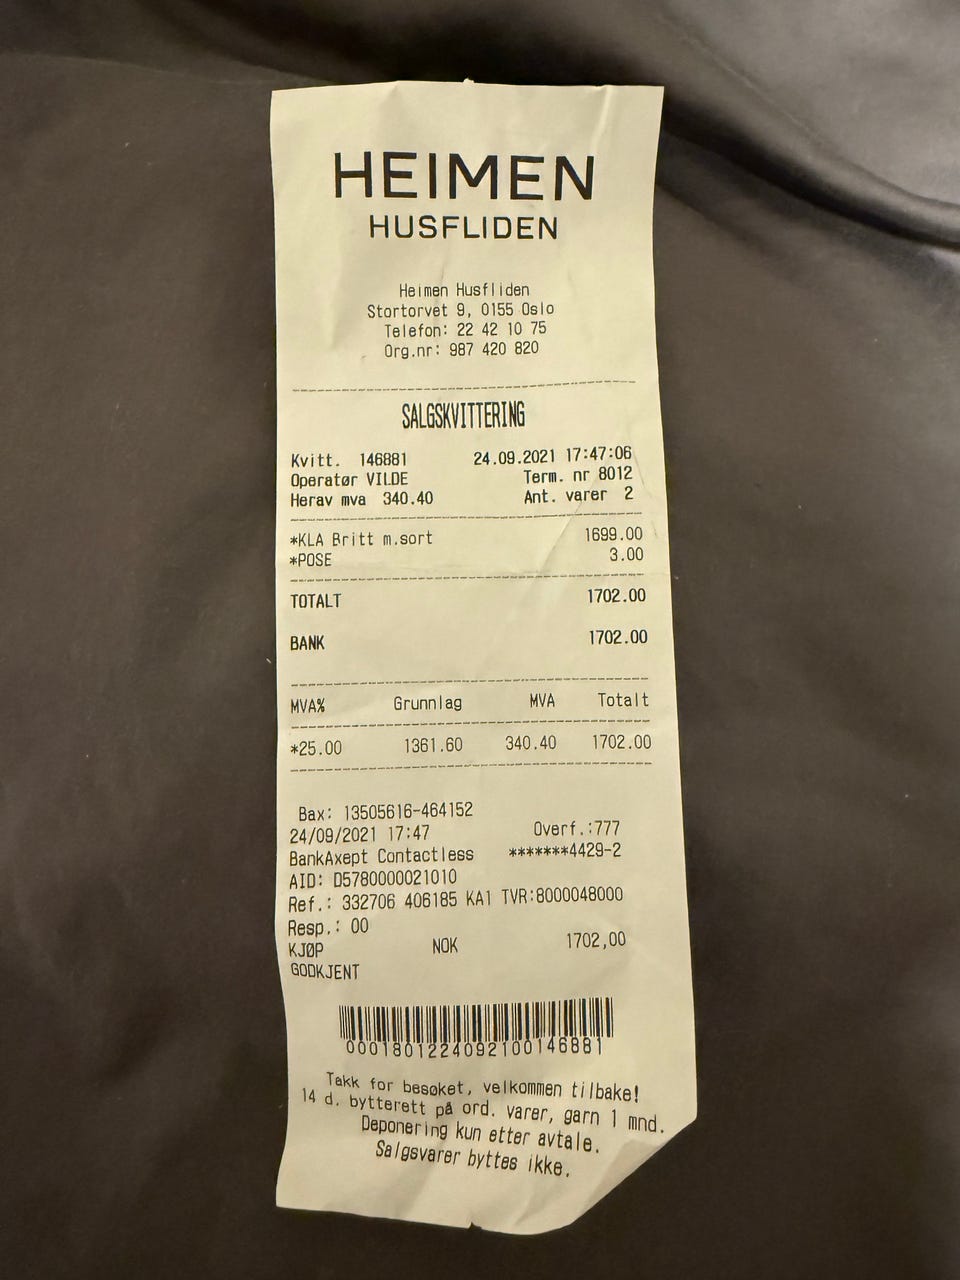 HEIMEN
HUSFLIDEN
Heimen Husfliden
Stortorvet 9, 0155 Oslo
Telefon: 22 42 10 75
Org.nr: 987 420 820
SALGSKVITTERING
Kvitt. 146881 24.09.2021 17:47:06
Operatør VILDE Term. nr 8012
Herav mva 340.40 Ant. varer 2
*KLA Britt m.sort 1699.00
*POSE 3.00
TOTALT 1702.00
BANK 1702.00
MVA% Grunnlag MVA Totalt
*25.00 1361.60 340.40 1702.00
Bax: 13505616-464152
24/09/2021 17:47 Overf.:777
BankAxept Contactless *******4429-2
AID: D5780000021010
Ref.: 332706 406185 KA1 TVR:8000048000
Resp.: 00
KJØP NOK 1702,00
GODKJENT
0001801224092100146881
Takk for besøket, velkommen tilbake!
14 d. bytterett på ord. varer, garn 1 mnd.
Deponering kun etter avtale.
Salgsvarer byttes ikke.